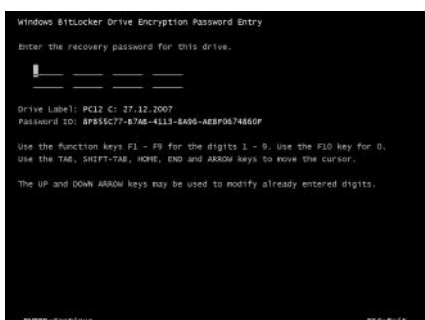 Windows BitLocker Drive Encryption Password Entry
Enter the recovery password for this drive.
Drive Label: PC12 C: 27.12.2007
Password ID: 8FB55C77-B7AB-4113-8A96-AEBF0674860F
Use the function keys F1 - F9 for the digits 1 - 9. Use the F10 key for 0.
Use the TAB, SHIFT-TAB, HOME, END and ARROW keys to move the cursor.
The UP and DOWN ARROW keys may be used to modify already entered digits.